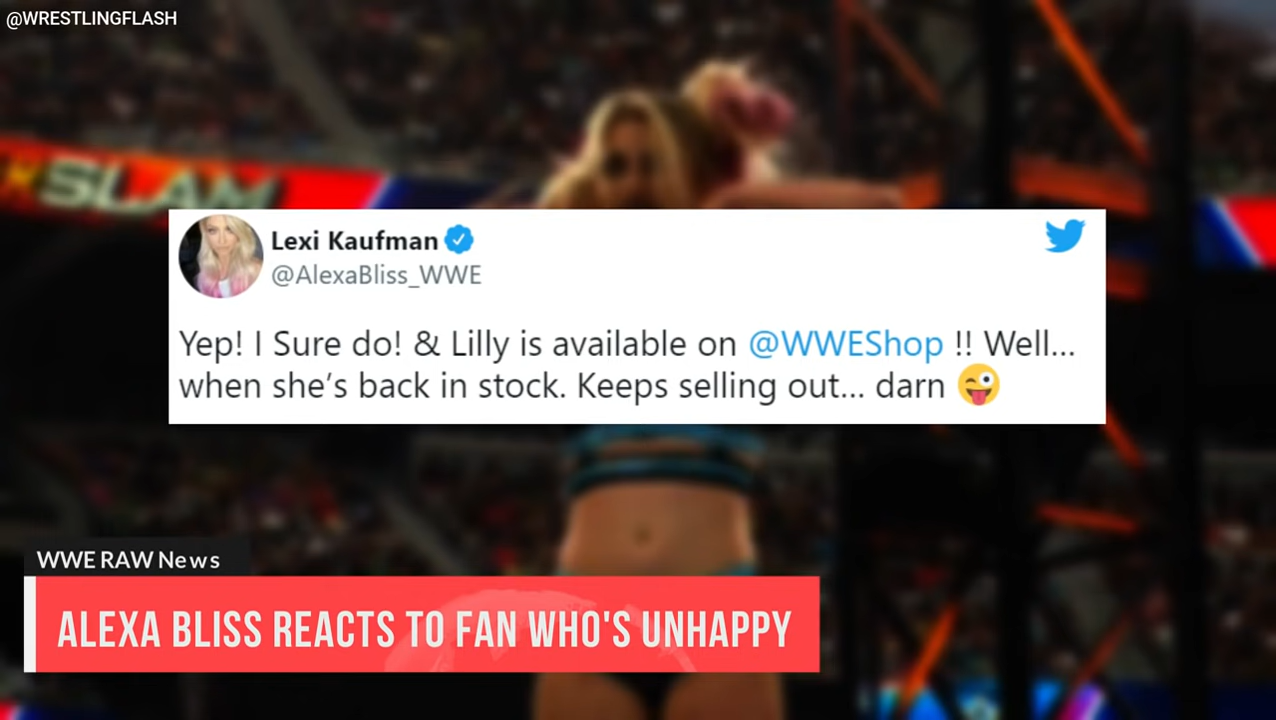 @WRESTLINGFLASH
SLAM
Lexi Kaufman
@AlexaBliss_WWE
Yep! I Sure do! & Lilly is available on @WWEShop !! Well...
when she’s back in stock. Keeps selling out... darn 😜
WWE RAW News
ALEXA BLISS REACTS TO FAN WHO'S UNHAPPY